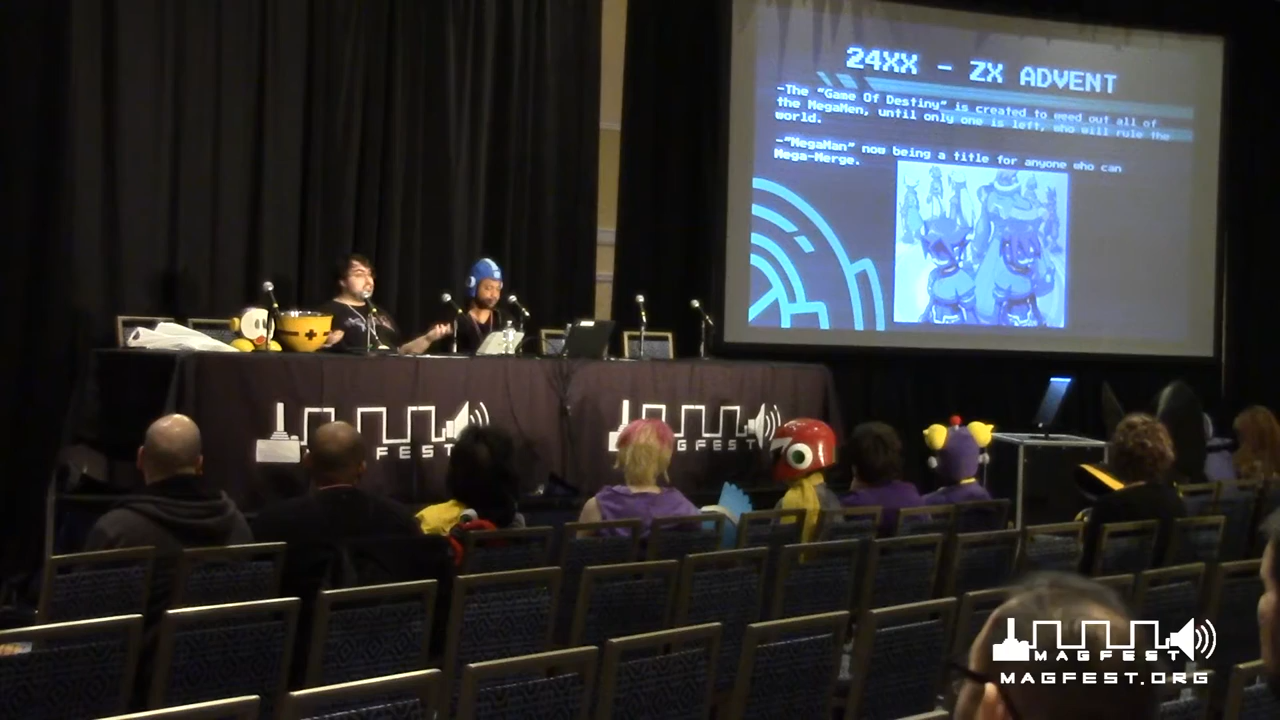 24XX - ZX ADVENT
-The "Game Of Destiny" is created to weed out all of
the MegaMen, until only one is left, who will rule the
world.
-"MegaMan" now being a title for anyone who can
Mega-Merge.
FEST
GFEST
MAGFEST
MAGFEST.ORG